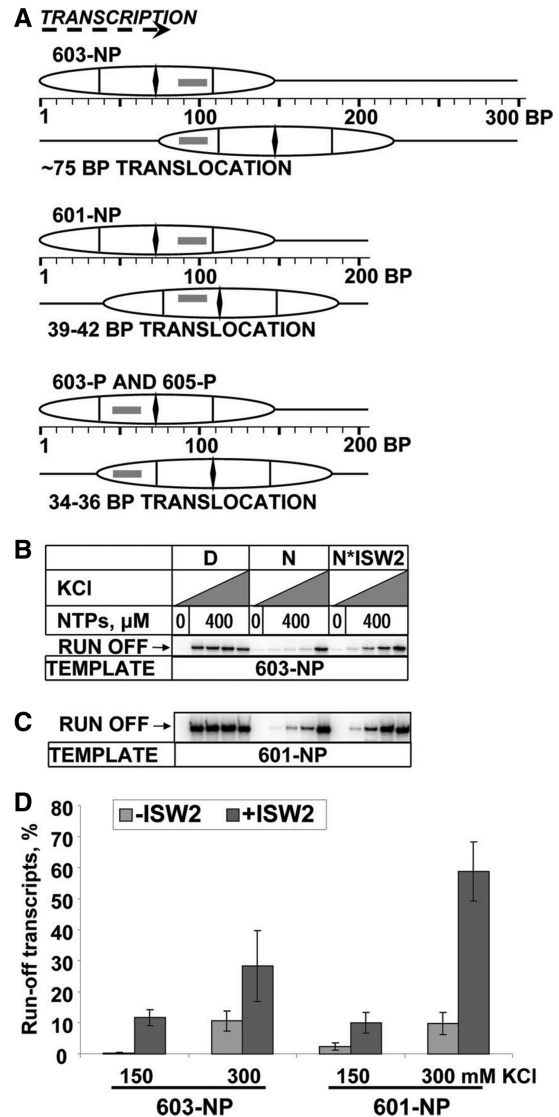 A
TRANSCRIPTION
603-NP
1 100 200 300 BP
~75 BP TRANSLOCATION
601-NP
1 100 200 BP
39-42 BP TRANSLOCATION
603-P AND 605-P
1 100 200 BP
34-36 BP TRANSLOCATION
B
D N N*ISW2
KCl
NTPs, µM 0 400 0 400 0 400
RUN OFF
TEMPLATE 603-NP
C
RUN OFF
TEMPLATE 601-NP
D
-ISW2 +ISW2
Run-off transcripts, %
80
70
60
50
40
30
20
10
0
150 300 150 300 mM KCl
603-NP 601-NP